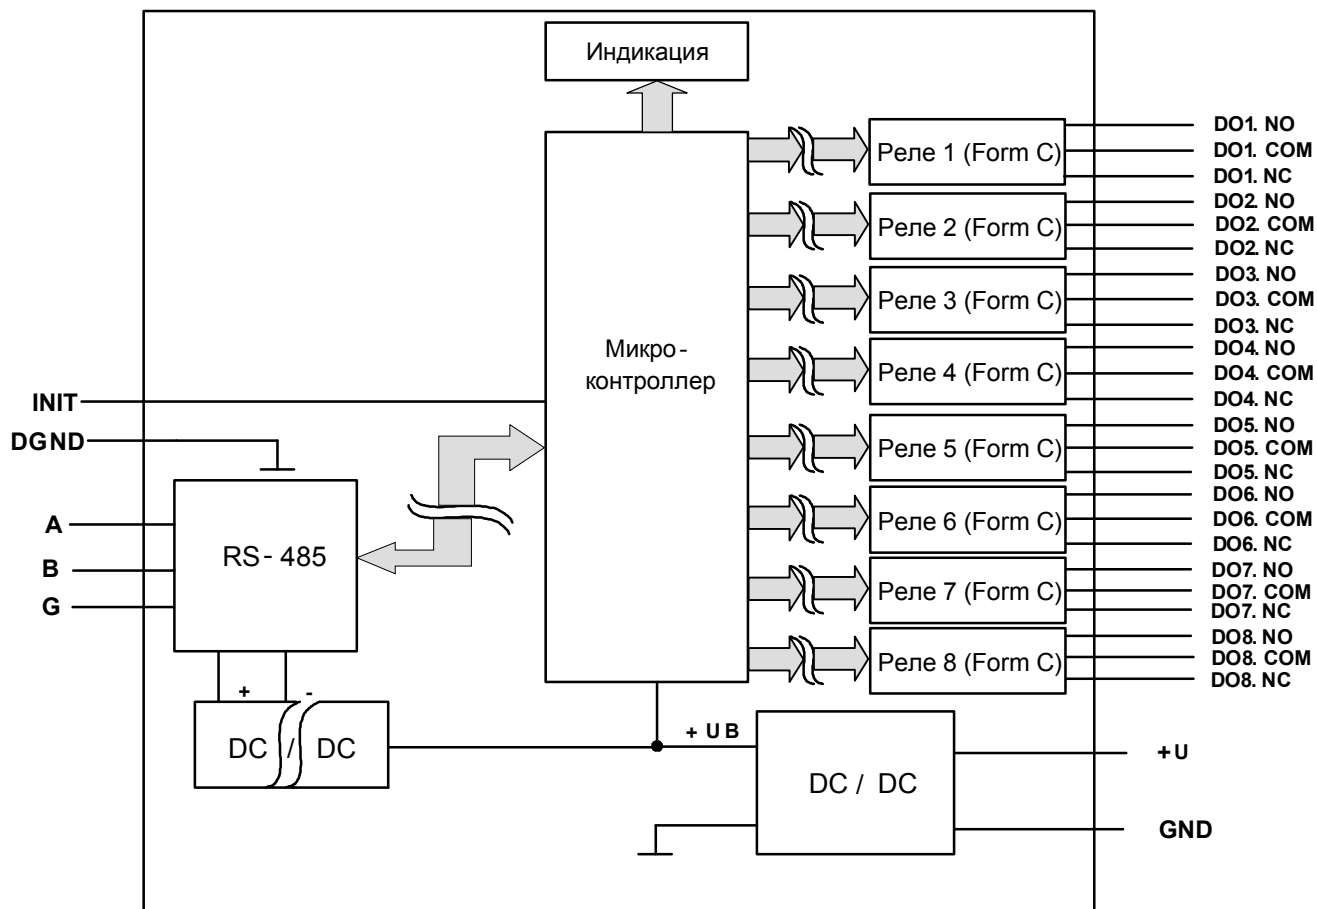 Индикация
Реле 1 (Form C)
DO1. NO
DO1. COM
DO1. NC
Реле 2 (Form C)
DO2. NO
DO2. COM
DO2. NC
Реле 3 (Form C)
DO3. NO
DO3. COM
DO3. NC
Микро-
контроллер
Реле 4 (Form C)
DO4. NO
DO4. COM
DO4. NC
INIT
DGND
Реле 5 (Form C)
DO5. NO
DO5. COM
DO5. NC
A
B
G
RS- 485
Реле 6 (Form C)
DO6. NO
DO6. COM
DO6. NC
Реле 7 (Form C)
DO7. NO
DO7. COM
DO7. NC
Реле 8 (Form C)
DO8. NO
DO8. COM
DO8. NC
+ -
DC / DC
+ U B
DC / DC
+U
GND